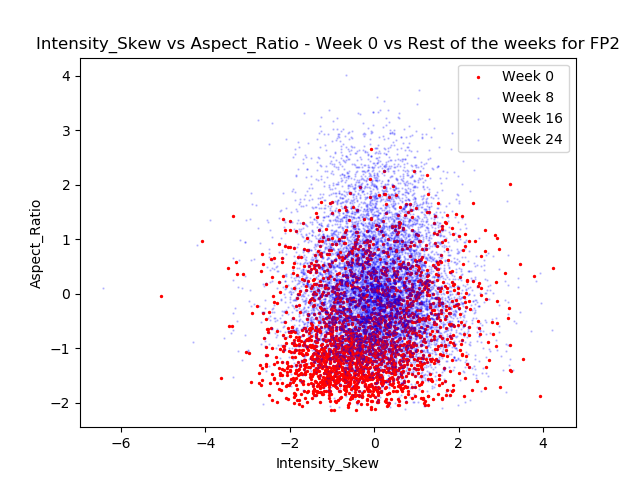 Intensity_Skew vs Aspect_Ratio - Week 0 vs Rest of the weeks for FP2
Week 0
Week 8
Week 16
Week 24
4
3
2
1
0
−1
−2
Aspect_Ratio
−6 −4 −2 0 2 4
Intensity_Skew